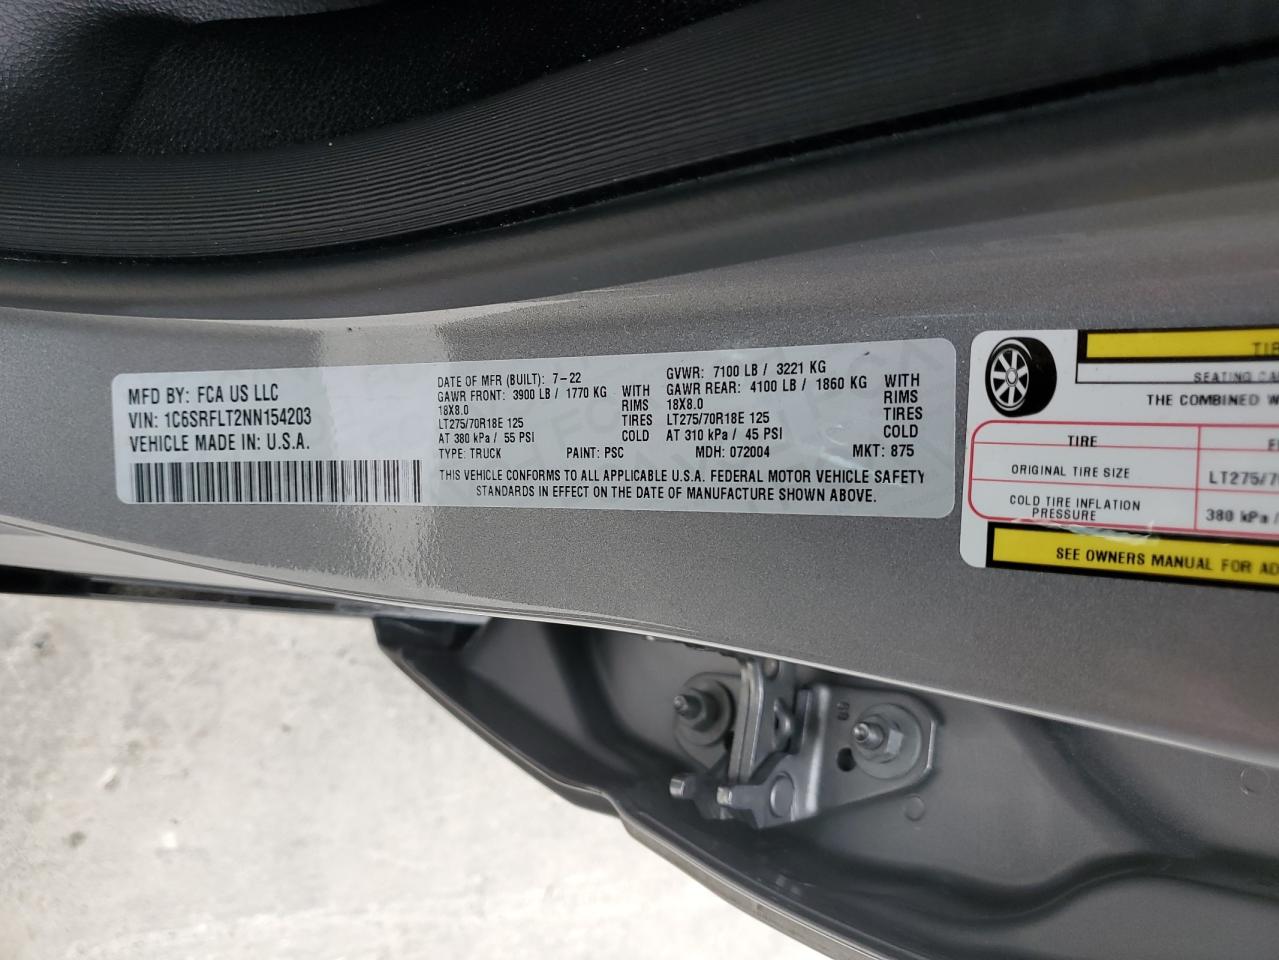 MFD BY: FCA US LLC
VIN: 1C6SRFLT2NN154203
VEHICLE MADE IN: U.S.A.
DATE OF MFR (BUILT): 7-22
GAWR FRONT: 3900 LB / 1770 KG WITH
18X8.0 RIMS
LT275/70R18E 125 TIRES
AT 380 kPa / 55 PSI COLD
TYPE: TRUCK PAINT: PSC
GVWR: 7100 LB / 3221 KG
GAWR REAR: 4100 LB / 1860 KG WITH
18X8.0 RIMS
LT275/70R18E 125 TIRES
AT 310 kPa / 45 PSI COLD
MDH: 072004 MKT: 875
THIS VEHICLE CONFORMS TO ALL APPLICABLE U.S.A. FEDERAL MOTOR VEHICLE SAFETY
STANDARDS IN EFFECT ON THE DATE OF MANUFACTURE SHOWN ABOVE.
TIR
SEATING CA
THE COMBINED W
TIRE F
ORIGINAL TIRE SIZE LT275/70
COLD TIRE INFLATION
PRESSURE 380 kPa /
SEE OWNERS MANUAL FOR AD